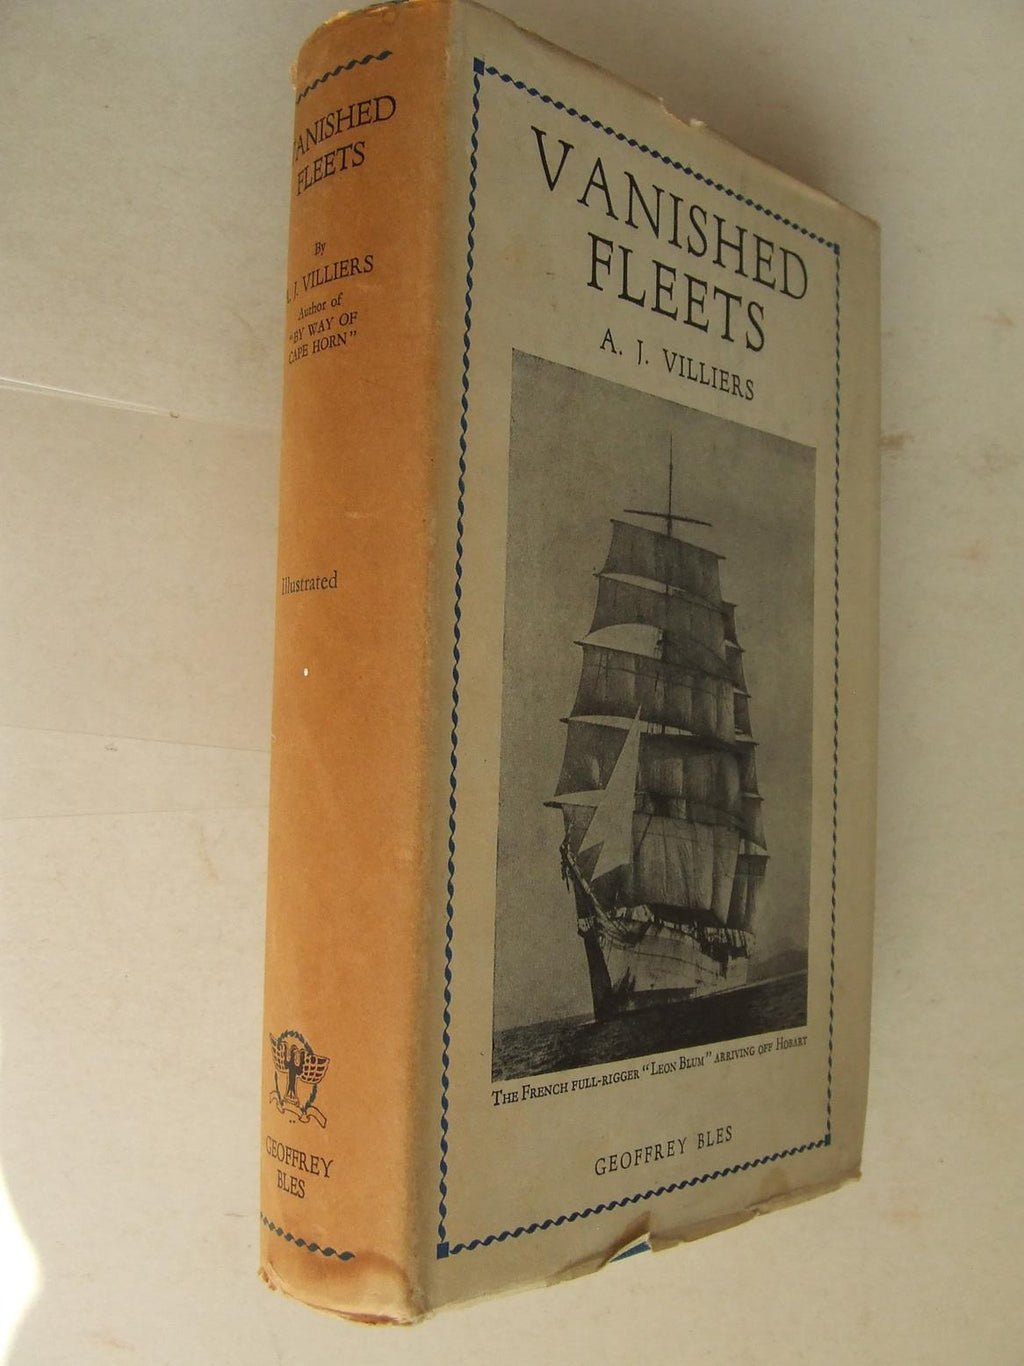 VANISHED
FLEETS
By
A. J. VILLIERS
Author of
"BY WAY OF
CAPE HORN"
Illustrated
GEOFFREY
BLES
VANISHED
FLEETS
A. J. VILLIERS
THE FRENCH FULL-RIGGER "LEON BLUM" ARRIVING OFF HOBART
GEOFFREY BLES